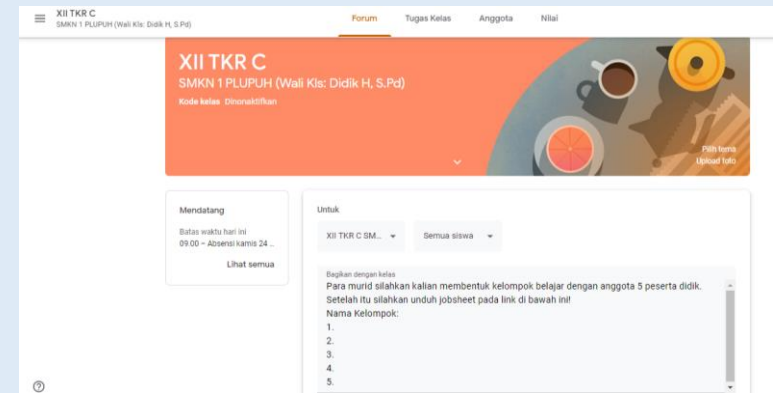 XII TKR C
SMKN 1 PLUPUH (Wali Kls: Didik H, S.Pd)
Forum
Tugas Kelas
Anggota
Nilai
XII TKR C
SMKN 1 PLUPUH (Wali Kls: Didik H, S.Pd)
Kode kelas Dinonaktifkan
Pilih tema
Upload foto
Mendatang
Batas waktu hari ini
09.00 – Absensi kamis 24 ...
Lihat semua
Untuk
XII TKR C SM...
Semua siswa
Bagikan dengan kelas
Para murid silahkan kalian membentuk kelompok belajar dengan anggota 5 peserta didik.
Setelah itu silahkan unduh jobsheet pada link di bawah ini!
Nama Kelompok:
1.
2.
3.
4.
5.